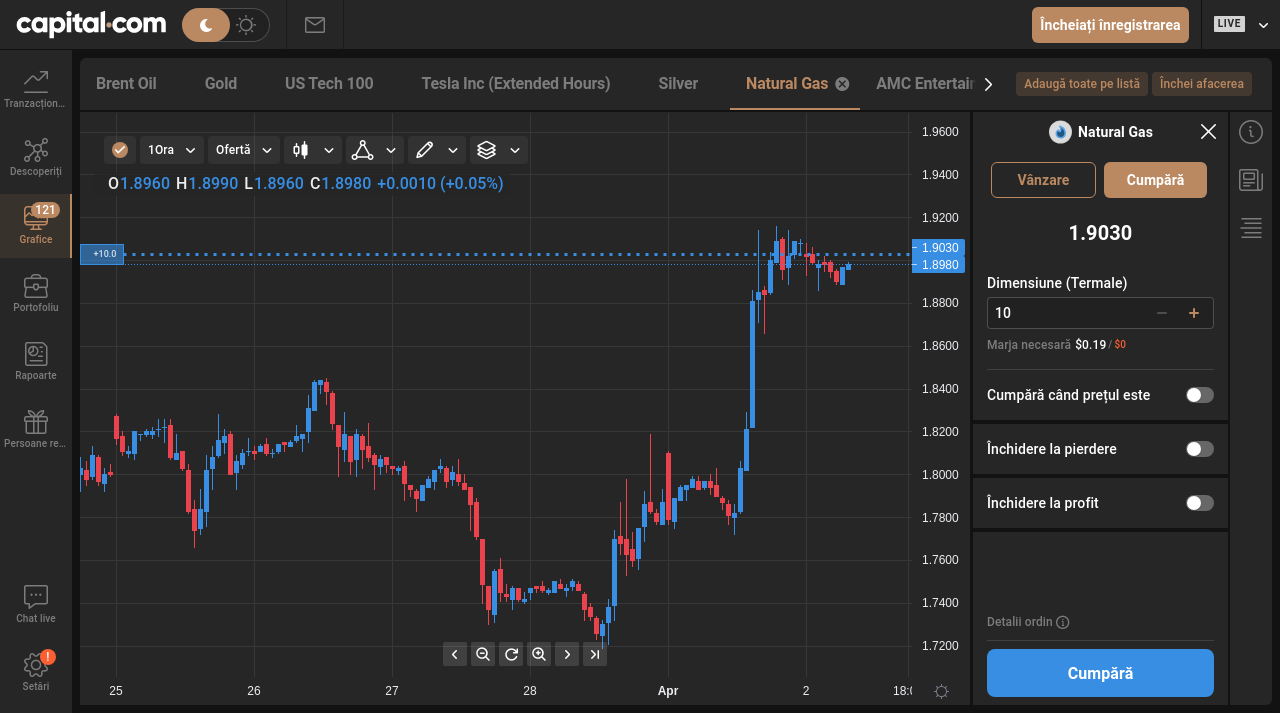 capital.com
Încheiați înregistrarea
LIVE
Brent Oil
Gold
US Tech 100
Tesla Inc (Extended Hours)
Silver
Natural Gas
AMC Entertain
Adaugă toate pe listă
Închei afacerea
Tranzacțion...
Descoperiți
121
Grafice
Portofoliu
Rapoarte
Persoane re...
Chat live
!
Setări
1Ora
Ofertă
O1.8960 H1.8990 L1.8960 C1.8980 +0.0010 (+0.05%)
+10.0
1.9600
1.9400
1.9200
1.9030
1.8980
1.8800
1.8600
1.8400
1.8200
1.8000
1.7800
1.7600
1.7400
1.7200
25
26
27
28
Apr
2
18:0
Natural Gas
Vânzare
Cumpără
1.9030
Dimensiune (Termale)
10
Marja necesară $0.19 / $0
Cumpără când prețul este
Închidere la pierdere
Închidere la profit
Detalii ordin
Cumpără